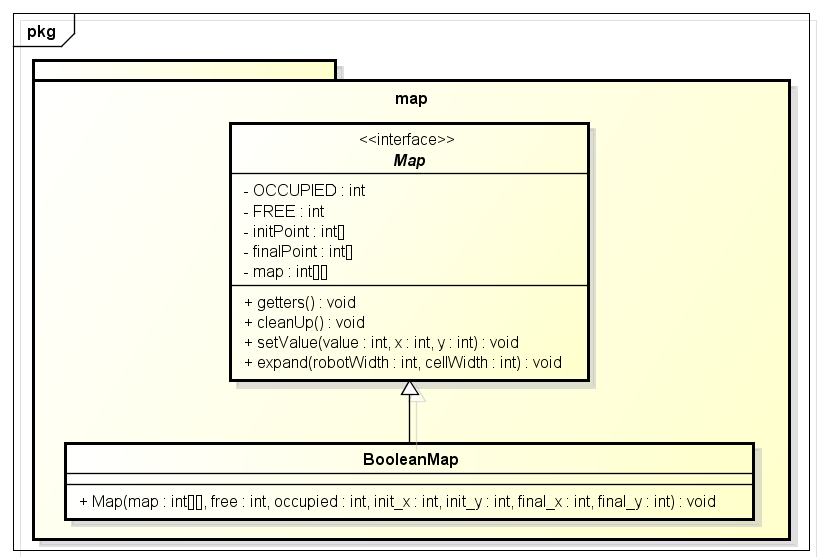 pkg
map
<<interface>>
Map
- OCCUPIED : int
- FREE : int
- initPoint : int[]
- finalPoint : int[]
- map : int[][]
+ getters() : void
+ cleanUp() : void
+ setValue(value : int, x : int, y : int) : void
+ expand(robotWidth : int, cellWidth : int) : void
BooleanMap
+ Map(map : int[][], free : int, occupied : int, init_x : int, init_y : int, final_x : int, final_y : int) : void